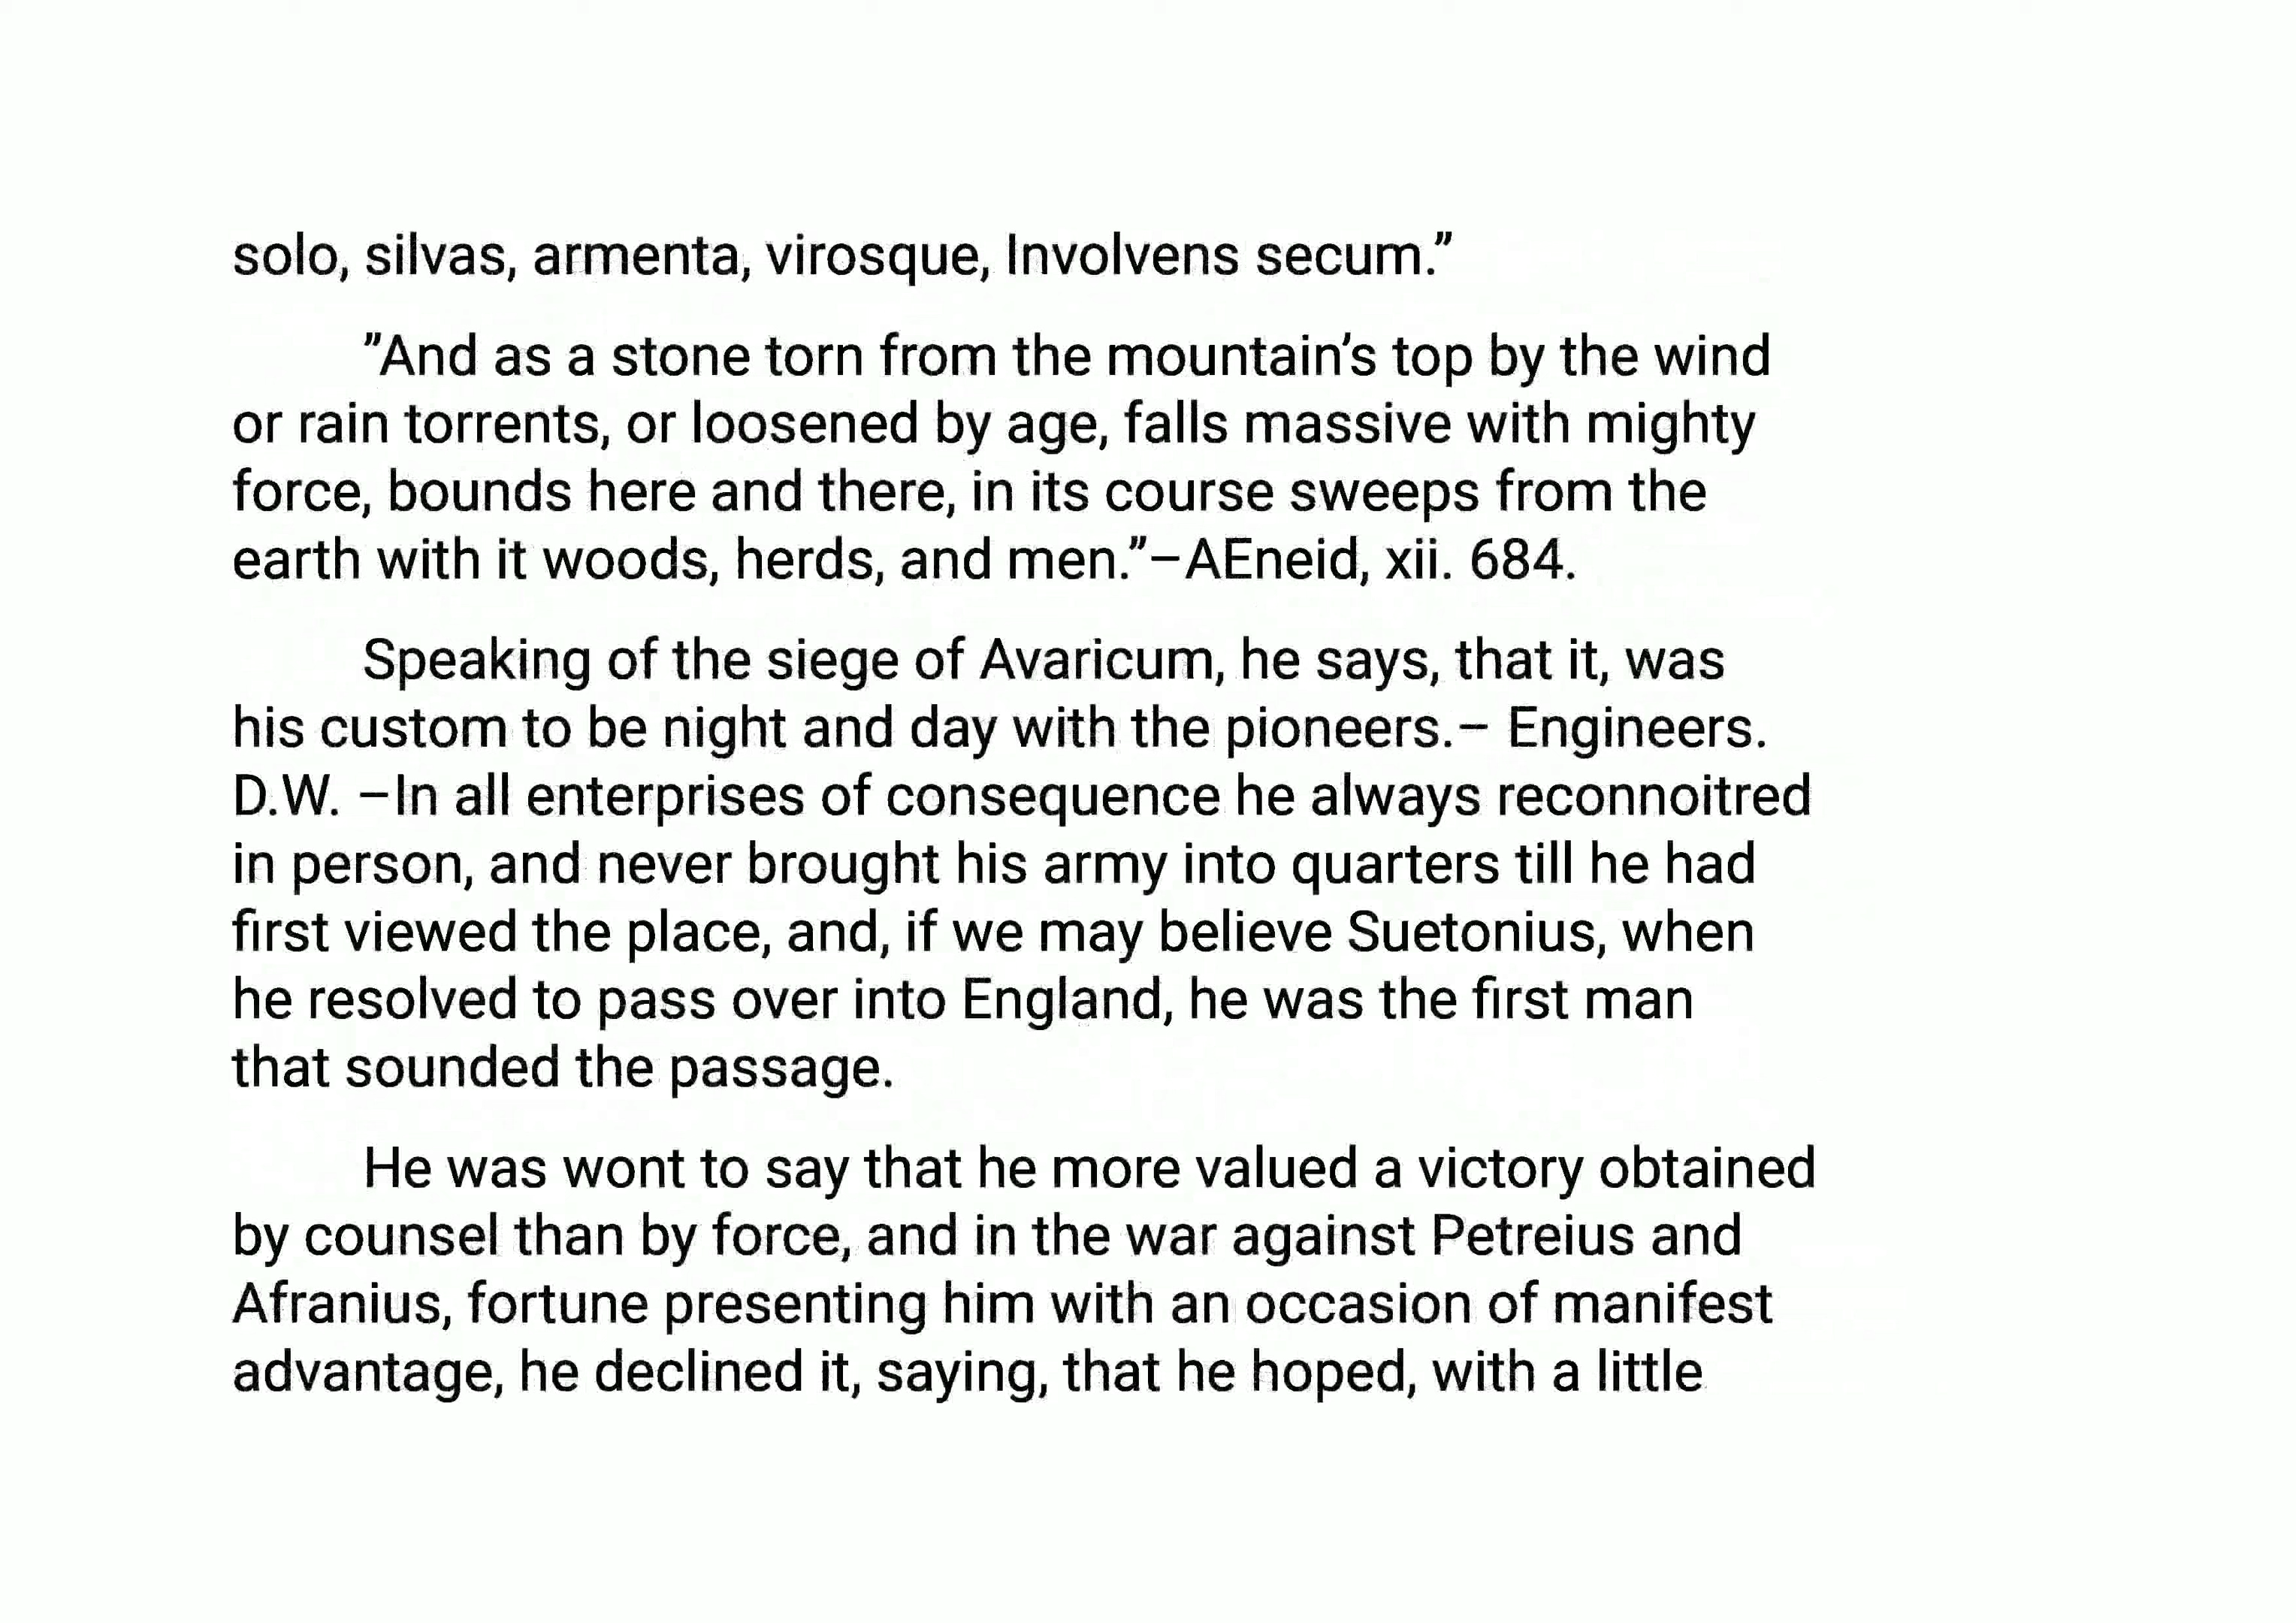 solo, silvas, armenta, virosque, Involvens secum.”
”And as a stone torn from the mountain’s top by the wind
or rain torrents, or loosened by age, falls massive with mighty
force, bounds here and there, in its course sweeps from the
earth with it woods, herds, and men.”–AEneid, xii. 684.
Speaking of the siege of Avaricum, he says, that it, was
his custom to be night and day with the pioneers.– Engineers.
D.W. –In all enterprises of consequence he always reconnoitred
in person, and never brought his army into quarters till he had
first viewed the place, and, if we may believe Suetonius, when
he resolved to pass over into England, he was the first man
that sounded the passage.
He was wont to say that he more valued a victory obtained
by counsel than by force, and in the war against Petreius and
Afranius, fortune presenting him with an occasion of manifest
advantage, he declined it, saying, that he hoped, with a little